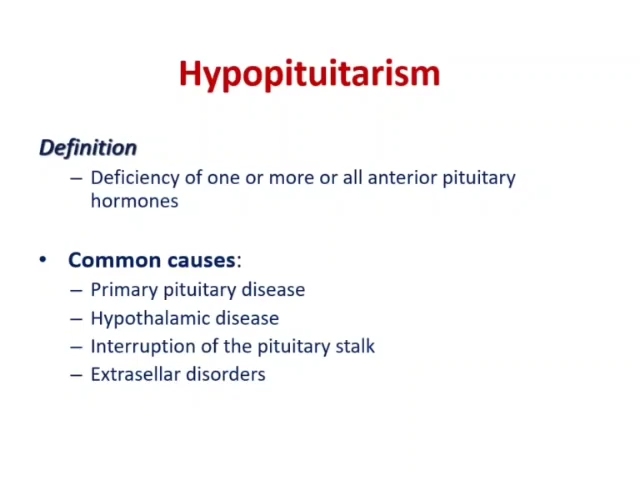 Hypopituitarism
Definition
– Deficiency of one or more or all anterior pituitary
hormones
• Common causes:
– Primary pituitary disease
– Hypothalamic disease
– Interruption of the pituitary stalk
– Extrasellar disorders